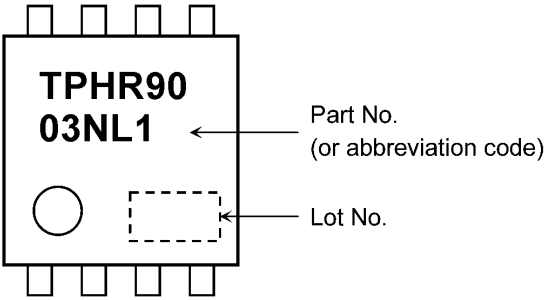 TPHR90
03NL1
Part No.
(or abbreviation code)
Lot No.